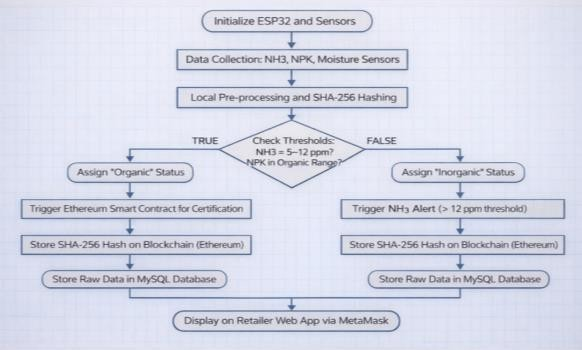 Initialize ESP32 and Sensors
Data Collection: NH3, NPK, Moisture Sensors
Local Pre-processing and SHA-256 Hashing
TRUE
Check Thresholds:
FALSE
NH3 = 5–12 ppm?
NPK in Organic Range?
Assign "Organic" Status
Assign "Inorganic" Status
Trigger Ethereum Smart Contract for Certification
Trigger NH₃ Alert (> 12 ppm threshold)
Store SHA-256 Hash on Blockchain (Ethereum)
Store SHA-256 Hash on Blockchain (Ethereum)
Store Raw Data in MySQL Database
Store Raw Data in MySQL Database
Display on Retailer Web App via MetaMask